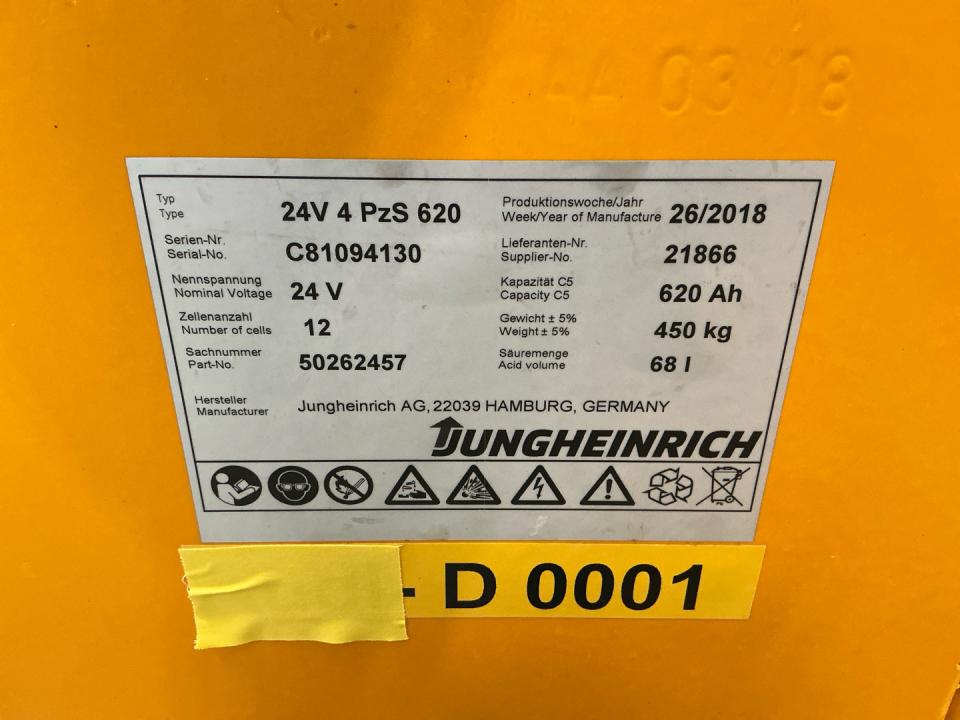 44 03 18
Typ
Type
24V 4 PzS 620
Produktionswoche/Jahr
Week/Year of Manufacture
26/2018
Serien-Nr.
Serial-No.
C81094130
Lieferanten-Nr.
Supplier-No.
21866
Nennspannung
Nominal Voltage
24 V
Kapazität C5
Capacity C5
620 Ah
Zellenanzahl
Number of cells
12
Gewicht ± 5%
Weight ± 5%
450 kg
Sachnummer
Part-No.
50262457
Säuremenge
Acid volume
68 l
Hersteller
Manufacturer
Jungheinrich AG, 22039 HAMBURG, GERMANY
JUNGHEINRICH
- D 0001